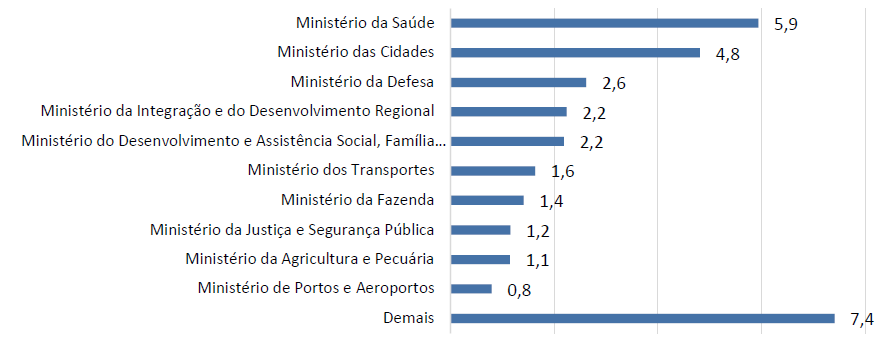 Ministério da Saúde 5,9
Ministério das Cidades 4,8
Ministério da Defesa 2,6
Ministério da Integração e do Desenvolvimento Regional 2,2
Ministério do Desenvolvimento e Assistência Social, Família... 2,2
Ministério dos Transportes 1,6
Ministério da Fazenda 1,4
Ministério da Justiça e Segurança Pública 1,2
Ministério da Agricultura e Pecuária 1,1
Ministério de Portos e Aeroportos 0,8
Demais 7,4